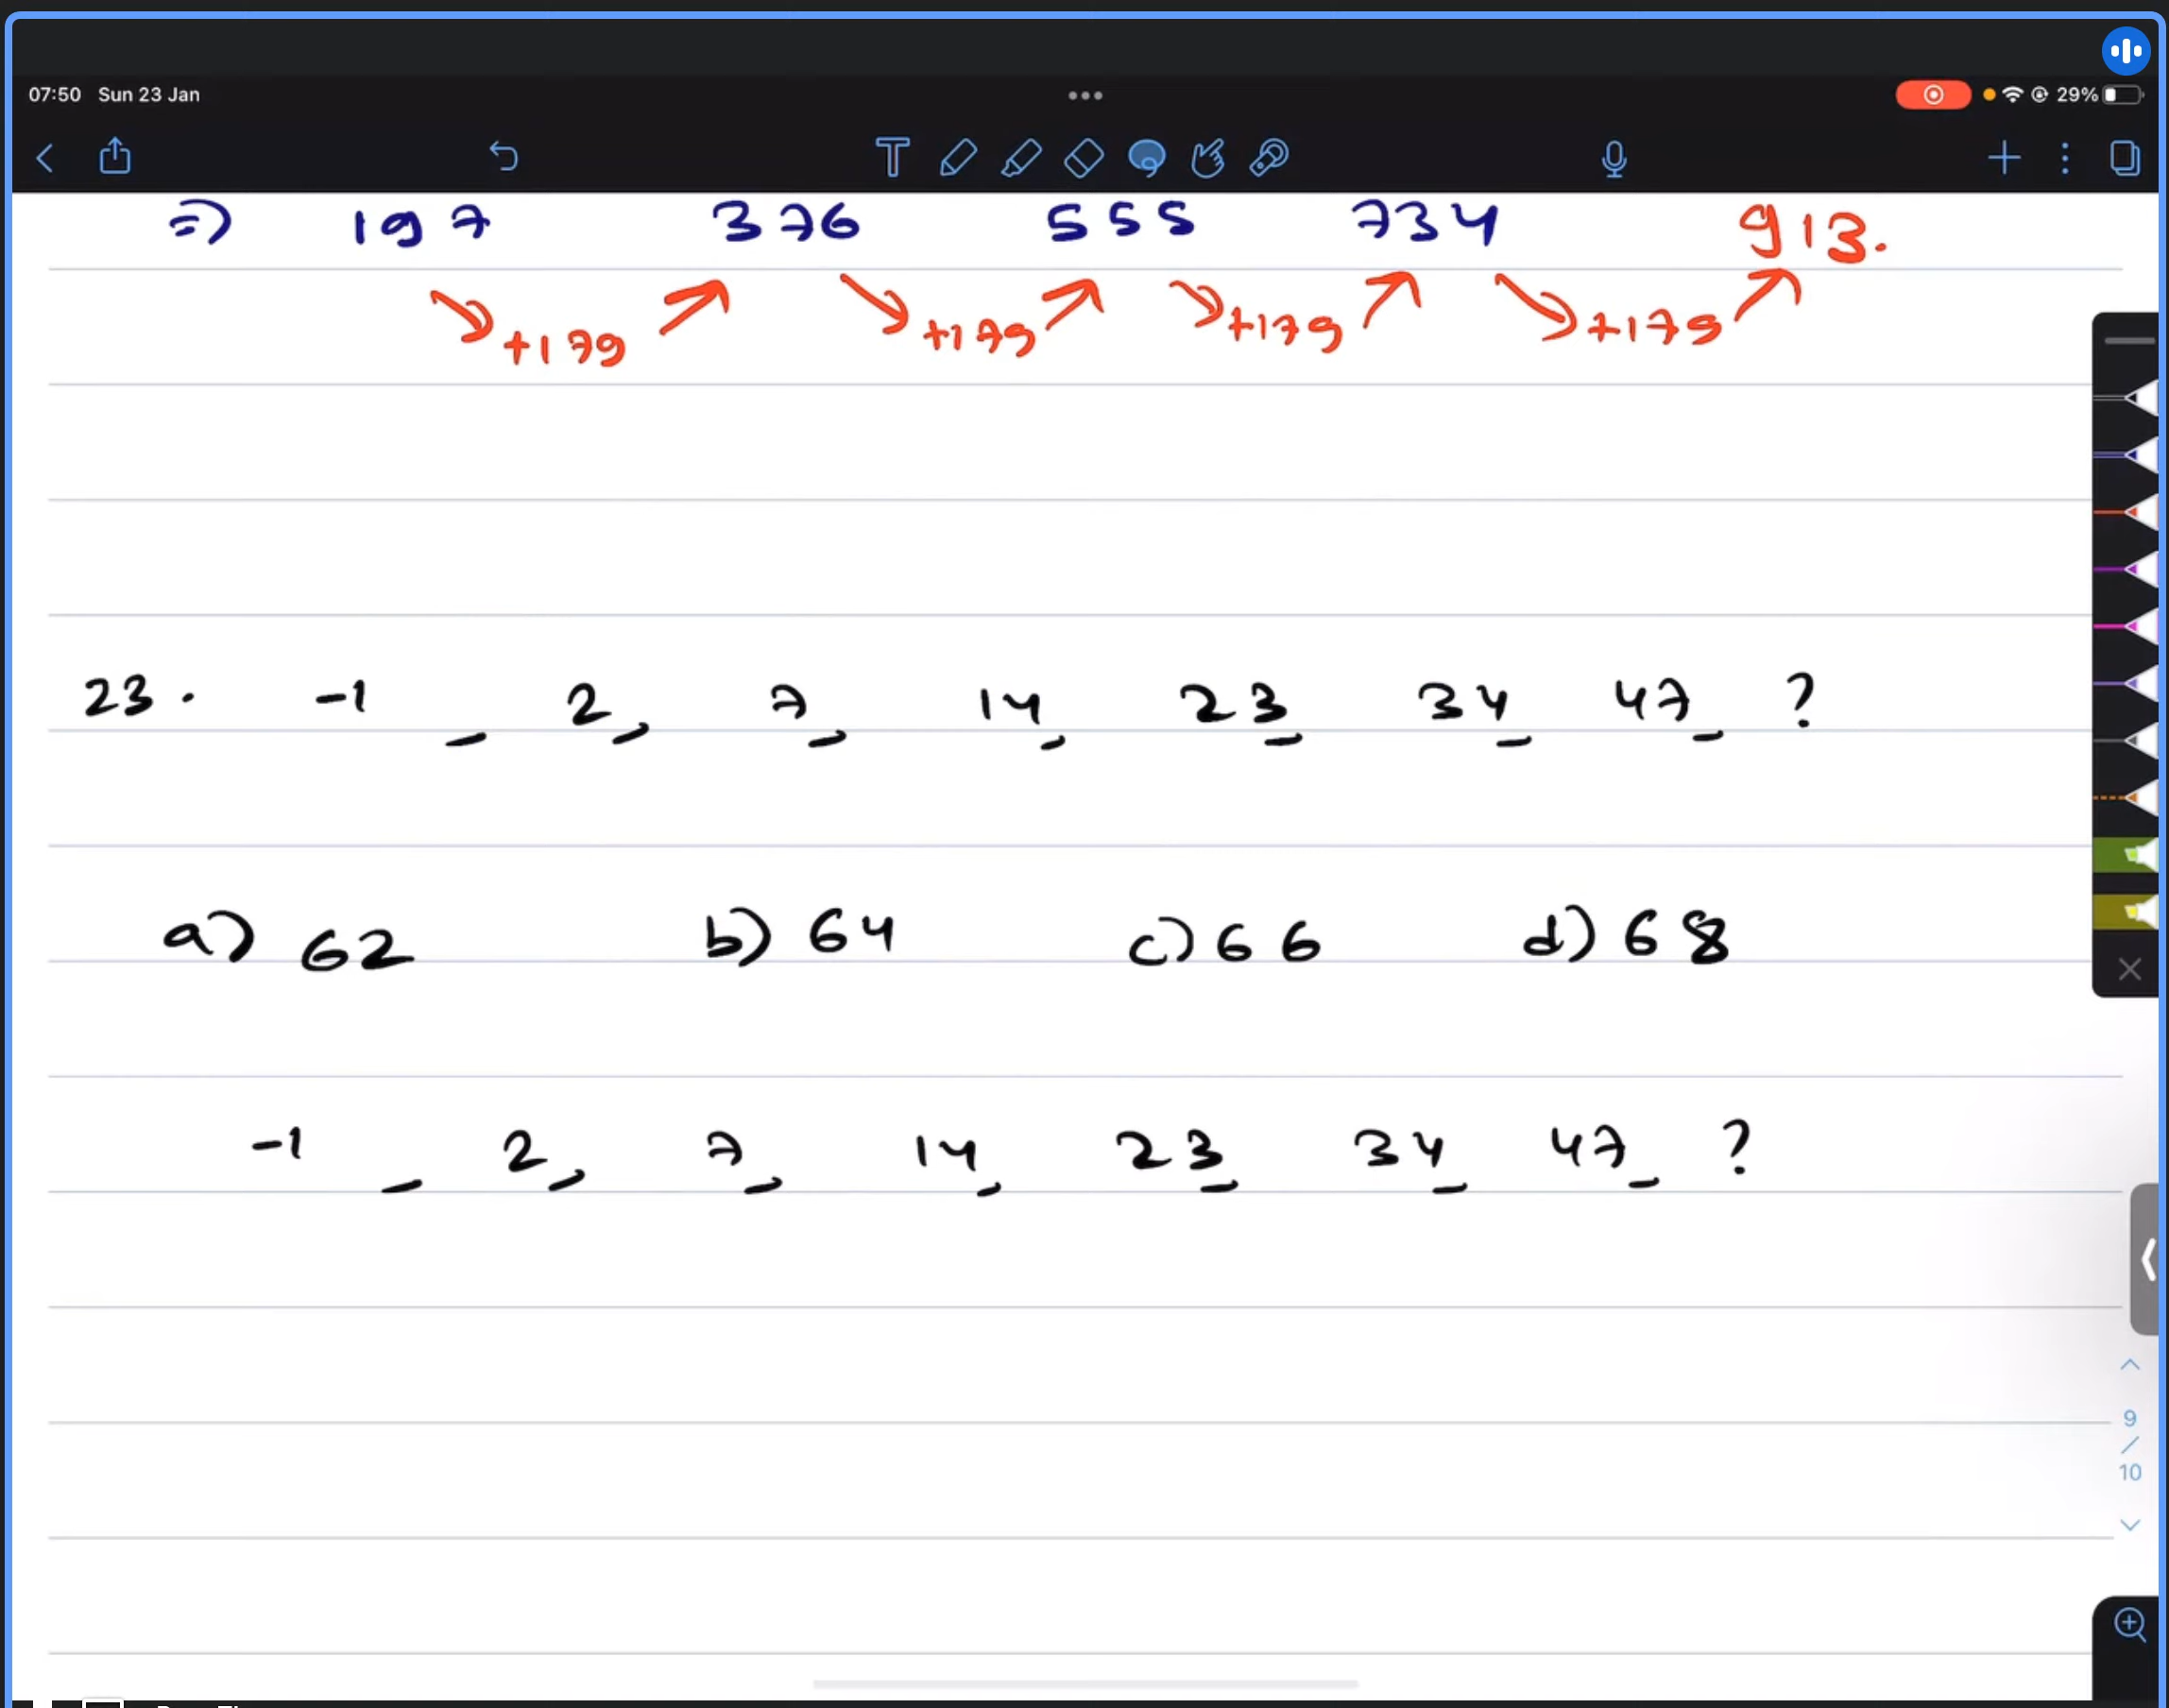 07:50 Sun 23 Jan 29%
=> 197 376 555 734 913.
+179 +179 +179 +179
23. -1, 2, 7, 14, 23, 34, 47, ?
a) 62 b) 64 c) 66 d) 68
-1, 2, 7, 14, 23, 34, 47, ?
9
/
10